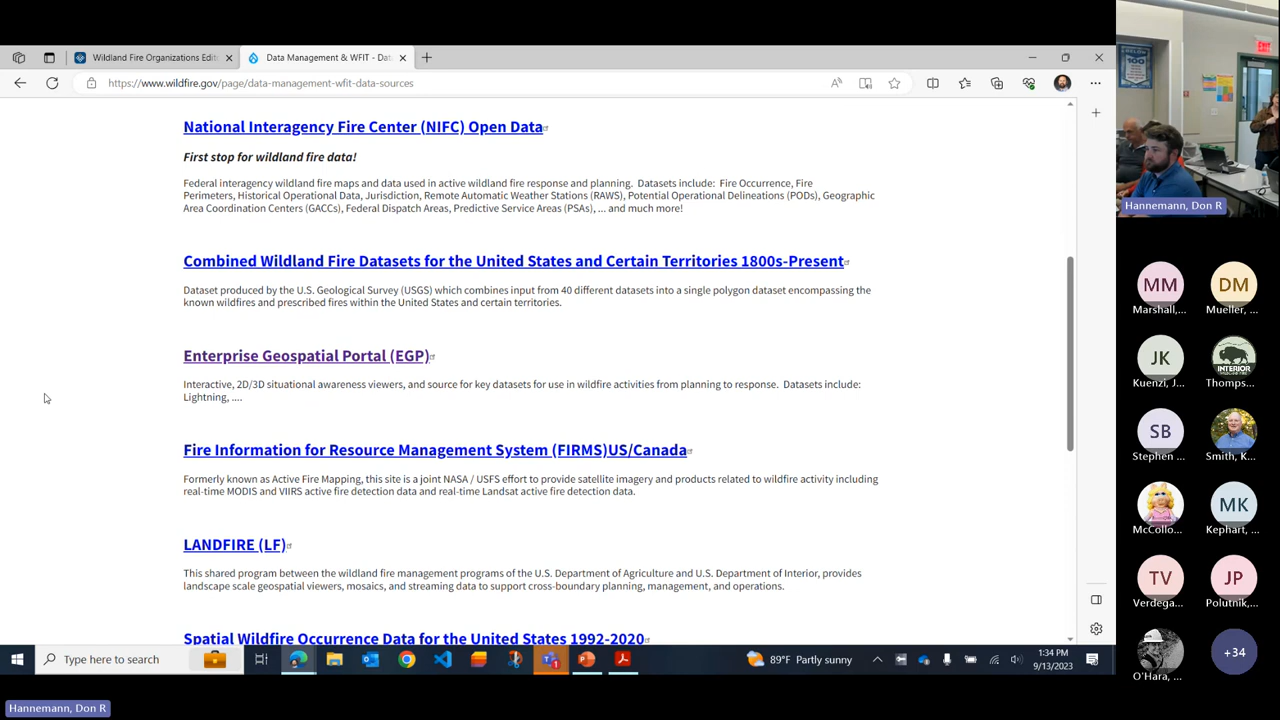 Wildland Fire Organizations Edit
Data Management & WFIT - Da
https://www.wildfire.gov/page/data-management-wfit-data-sources
National Interagency Fire Center (NIFC) Open Data
First stop for wildland fire data!
Federal interagency wildland fire maps and data used in active wildland fire response and planning. Datasets include: Fire Occurrence, Fire
Perimeters, Historical Operational Data, Jurisdiction, Remote Automatic Weather Stations (RAWS), Potential Operational Delineations (PODs), Geographic
Area Coordination Centers (GACCs), Federal Dispatch Areas, Predictive Service Areas (PSAs), ... and much more!
Combined Wildland Fire Datasets for the United States and Certain Territories 1800s-Present
Dataset produced by the U.S. Geological Survey (USGS) which combines input from 40 different datasets into a single polygon dataset encompassing the
known wildfires and prescribed fires within the United States and certain territories.
Enterprise Geospatial Portal (EGP)
Interactive, 2D/3D situational awareness viewers, and source for key datasets for use in wildfire activities from planning to response. Datasets include:
Lightning, ....
Fire Information for Resource Management System (FIRMS)US/Canada
Formerly known as Active Fire Mapping, this site is a joint NASA / USFS effort to provide satellite imagery and products related to wildfire activity including
real-time MODIS and VIIRS active fire detection data and real-time Landsat active fire detection data.
LANDFIRE (LF)
This shared program between the wildland fire management programs of the U.S. Department of Agriculture and U.S. Department of Interior, provides
landscape scale geospatial viewers, mosaics, and streaming data to support cross-boundary planning, management, and operations.
Spatial Wildfire Occurrence Data for the United States 1992-2020
Type here to search
89°F Partly sunny
1:34 PM
9/13/2023
Hannemann, Don R
BELOW
100
EXIT
Hannemann, Don R
MM
Marshall,...
DM
Mueller, ...
JK
Kuenzi, J...
INTERIOR
Thomps...
SB
Stephen ...
Smith, K...
McCollo...
MK
Kephart, ...
TV
Verdega...
JP
Polutnik,...
O'Hara, ...
+34